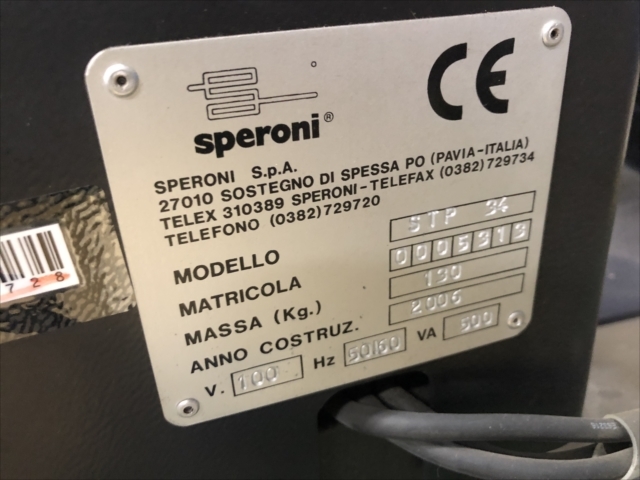 speroni®
CE
SPERONI S.p.A.
27010 SOSTEGNO DI SPESSA PO (PAVIA-ITALIA)
TELEX 310389 SPERONI-TELEFAX (0382)729734
TELEFONO (0382)729720
MODELLO STP 34
MATRICOLA 0005313
MASSA (Kg.) 130
ANNO COSTRUZ. 2006
V. 100 Hz 50/60 VA 500
728